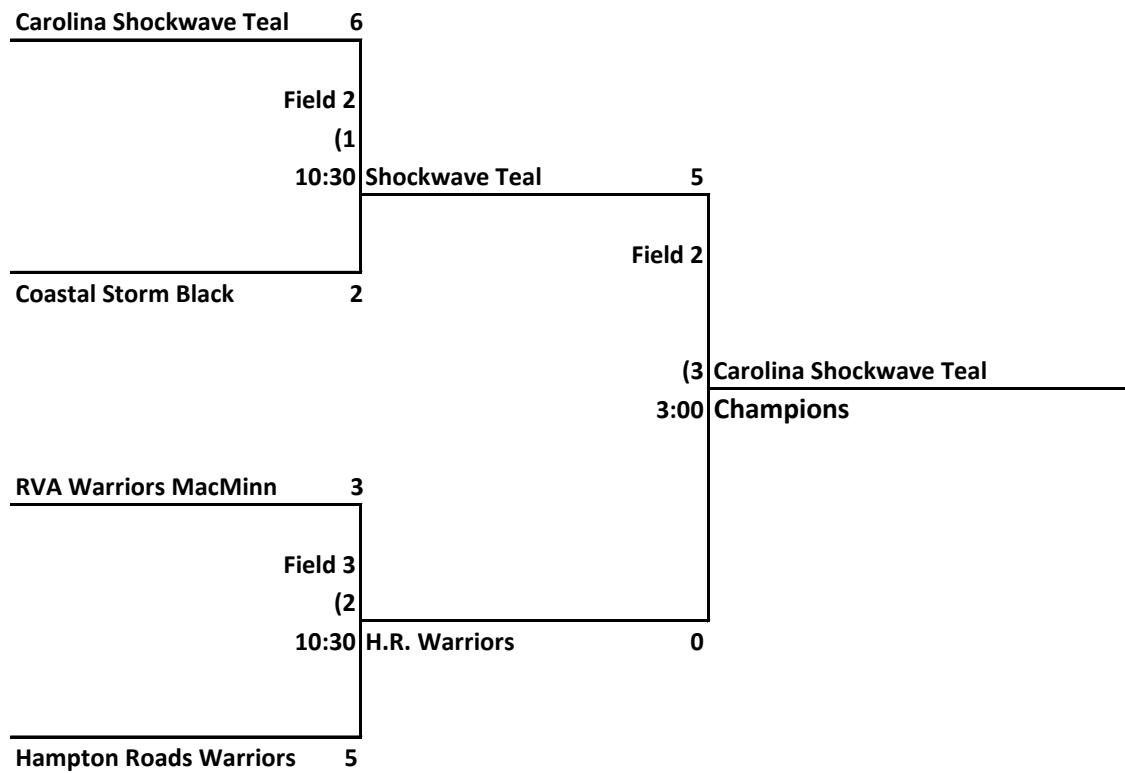 Carolina Shockwave Teal 6
Field 2
(1
10:30 Shockwave Teal 5
Field 2
Coastal Storm Black 2
(3 Carolina Shockwave Teal
3:00 Champions
RVA Warriors MacMinn 3
Field 3
(2
10:30 H.R. Warriors 0
Hampton Roads Warriors 5